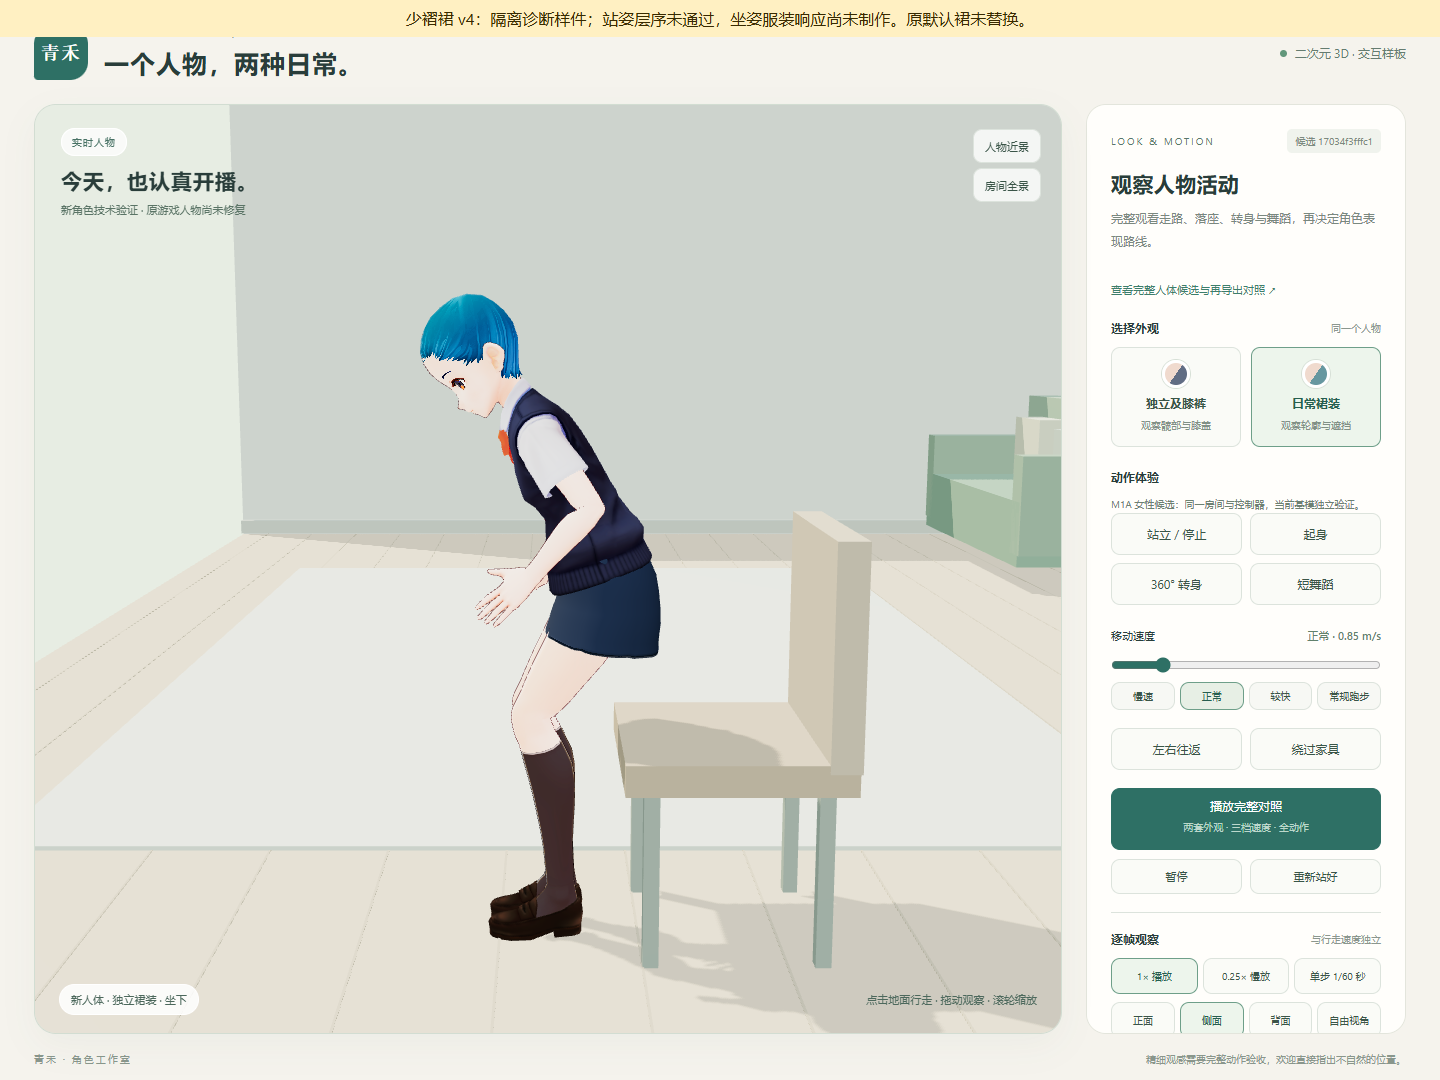 少褶裙 v4：隔离诊断样件；站姿层序未通过，坐姿服装响应尚未制作。原默认裙未替换。
青禾
一个人物，两种日常。
二次元 3D · 交互样板
实时人物
今天，也认真开播。
新角色技术验证 · 原游戏人物尚未修复
人物近景
房间全景
新人体 · 独立裙装 · 坐下
点击地面行走 · 拖动观察 · 滚轮缩放
LOOK & MOTION
候选 17034f3fffc1
观察人物活动
完整观看走路、落座、转身与舞蹈，再决定角色表
现路线。
查看完整人体候选与再导出对照 ↗
选择外观
同一个人物
独立及膝裤
观察髋部与膝盖
日常裙装
观察轮廓与遮挡
动作体验
M1A 女性候选：同一房间与控制器，当前基模独立验证。
站立 / 停止
起身
360° 转身
短舞蹈
移动速度
正常 · 0.85 m/s
慢速
正常
较快
常规跑步
左右往返
绕过家具
播放完整对照
两套外观 · 三档速度 · 全动作
暂停
重新站好
逐帧观察
与行走速度独立
1× 播放
0.25× 慢放
单步 1/60 秒
正面
侧面
背面
自由视角
青禾 · 角色工作室
精细观感需要完整动作验收，欢迎直接指出不自然的位置。